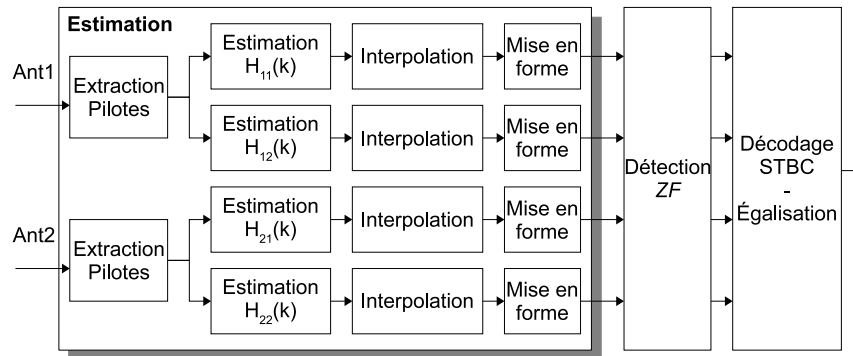 Estimation
Ant1
Extraction
Pilotes
Estimation
H11(k)
Interpolation
Mise en
forme
Estimation
H12(k)
Interpolation
Mise en
forme
Ant2
Extraction
Pilotes
Estimation
H21(k)
Interpolation
Mise en
forme
Estimation
H22(k)
Interpolation
Mise en
forme
Détection
ZF
Décodage
STBC
-
Égalisation